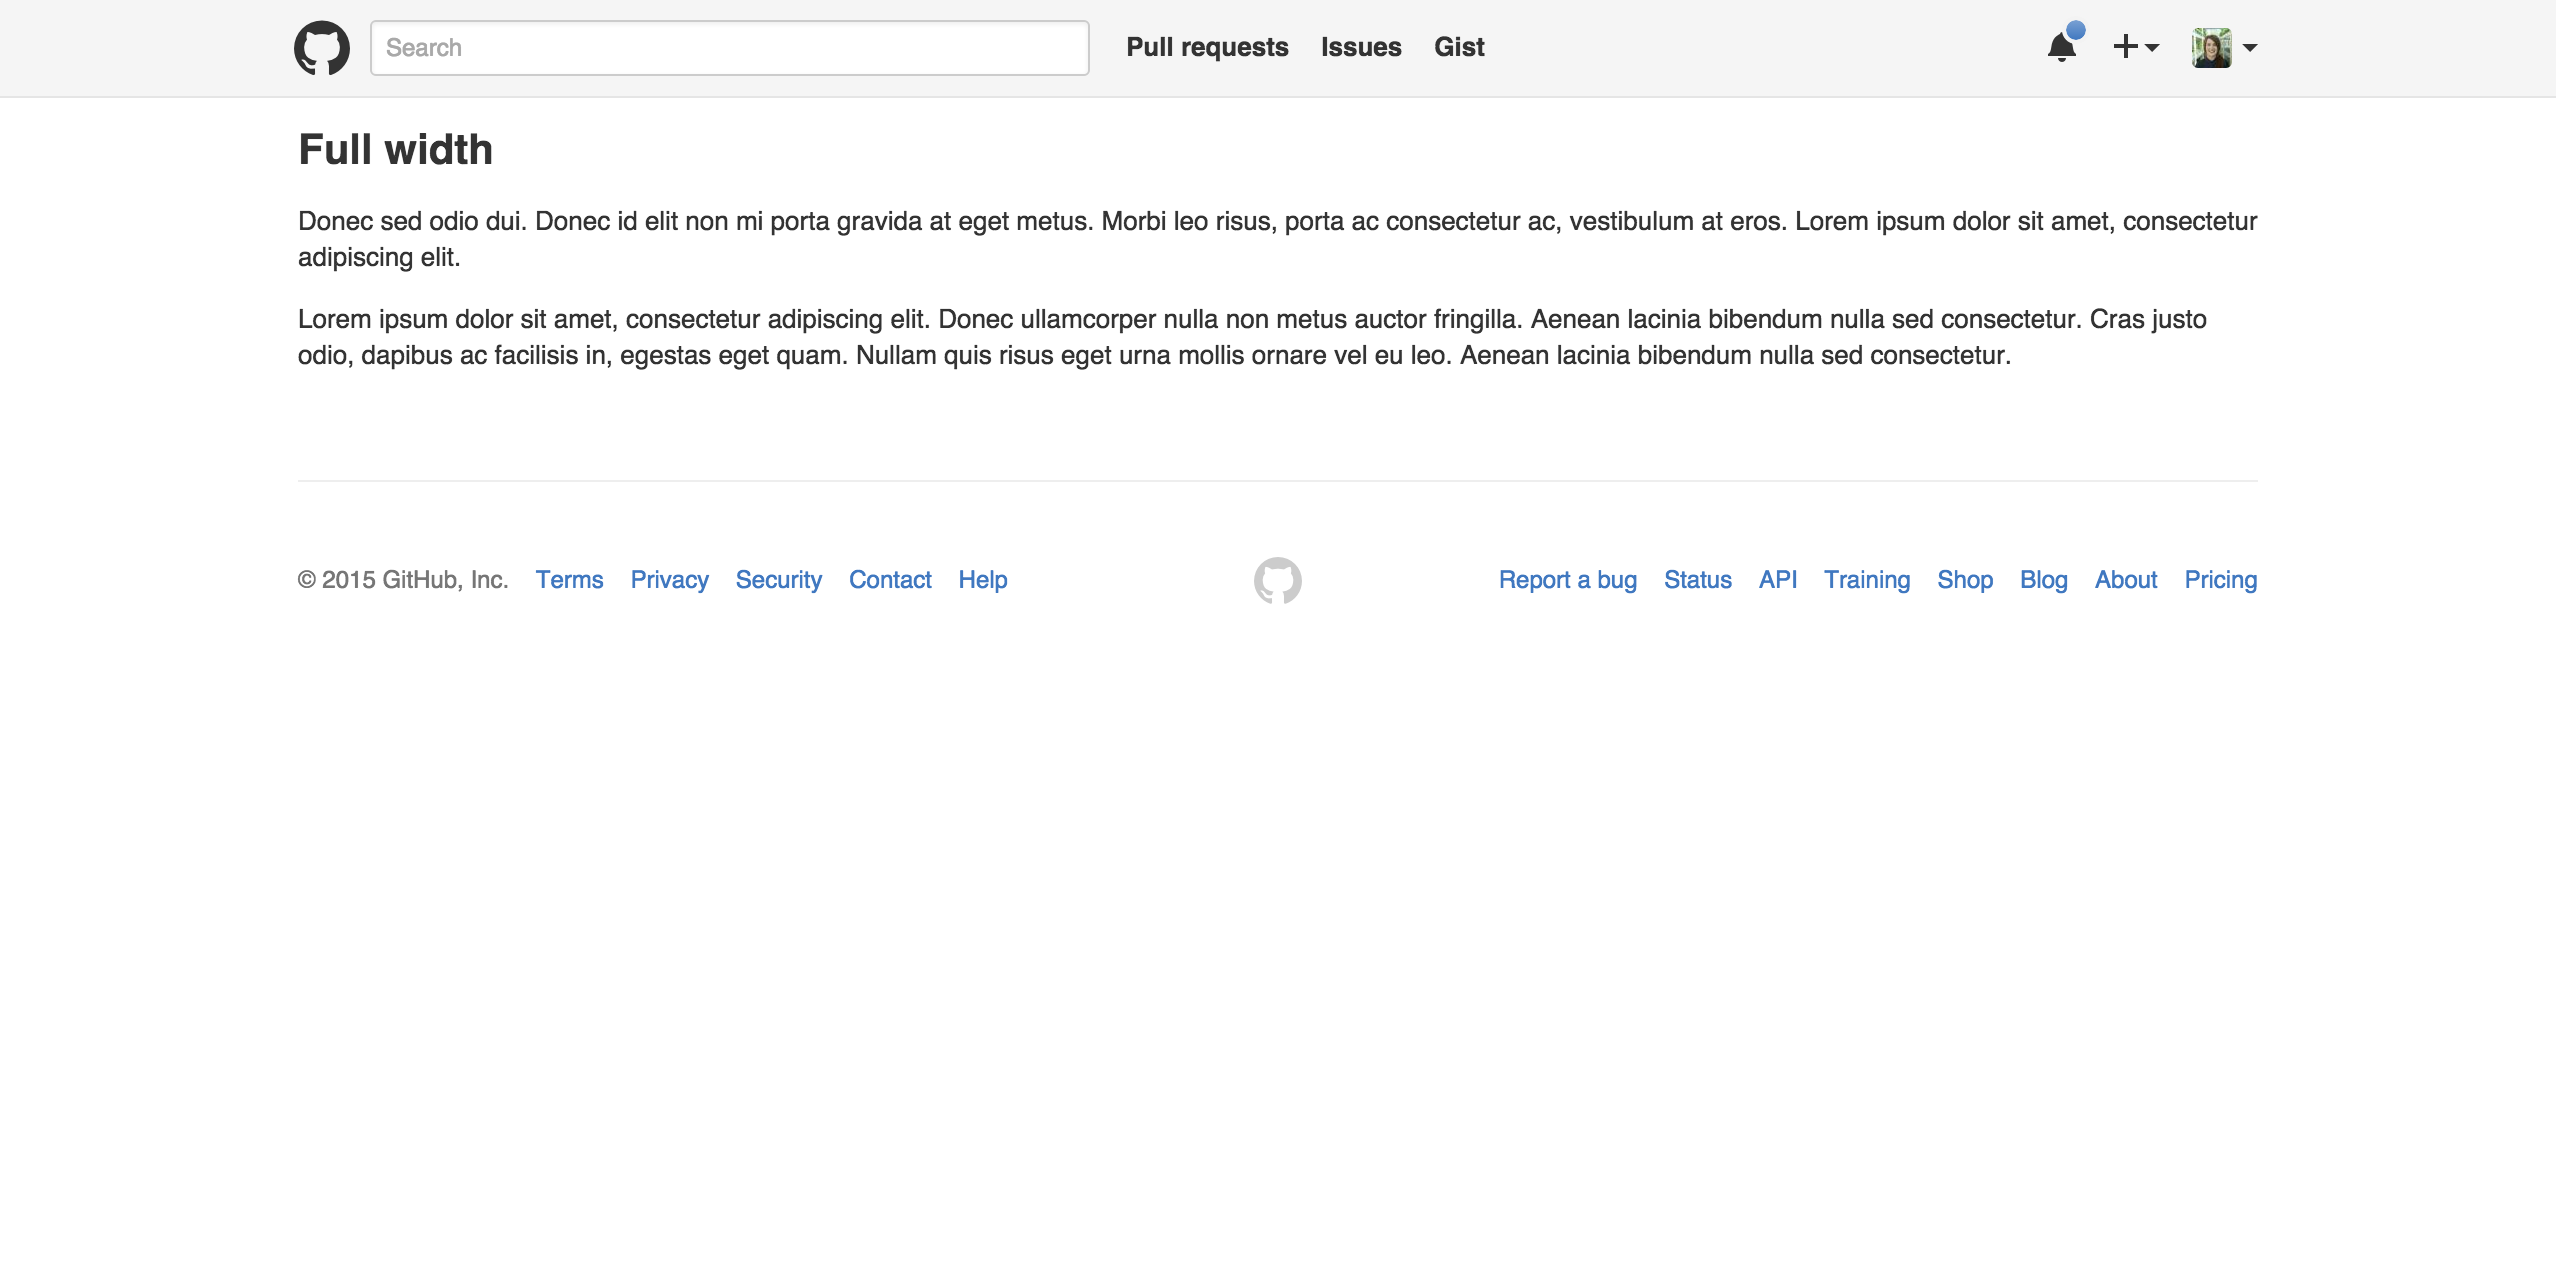 Search
Pull requests Issues Gist
Full width
Donec sed odio dui. Donec id elit non mi porta gravida at eget metus. Morbi leo risus, porta ac consectetur ac, vestibulum at eros. Lorem ipsum dolor sit amet, consectetur
adipiscing elit.
Lorem ipsum dolor sit amet, consectetur adipiscing elit. Donec ullamcorper nulla non metus auctor fringilla. Aenean lacinia bibendum nulla sed consectetur. Cras justo
odio, dapibus ac facilisis in, egestas eget quam. Nullam quis risus eget urna mollis ornare vel eu leo. Aenean lacinia bibendum nulla sed consectetur.
© 2015 GitHub, Inc. Terms Privacy Security Contact Help
Report a bug Status API Training Shop Blog About Pricing